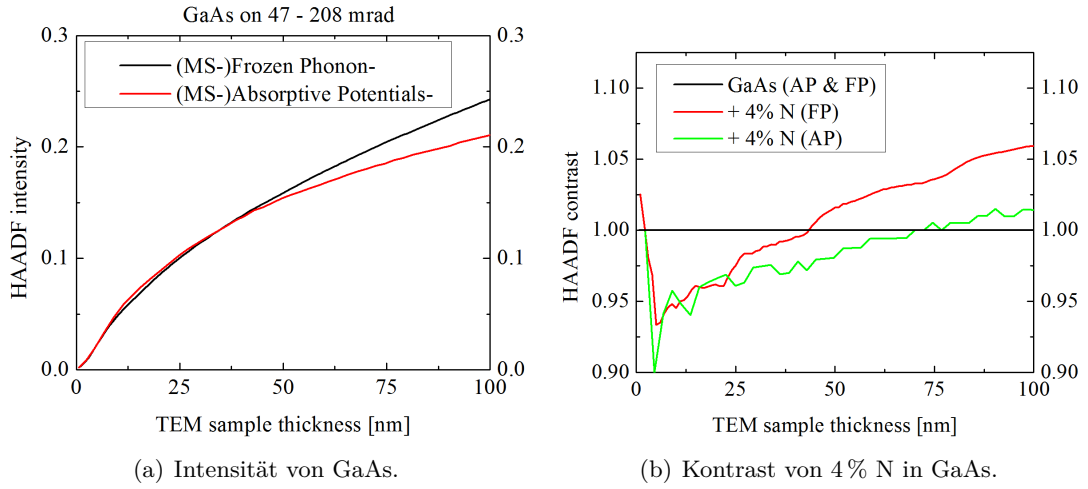 GaAs on 47 - 208 mrad
0.3
0.3
(MS-)Frozen Phonon-
(MS-)Absorptive Potentials-
0.2
0.2
0.1
0.1
0.0
0.0
HAADF intensity
0
25
50
75
100
TEM sample thickness [nm]
(a) Intensität von GaAs.
GaAs (AP & FP)
+ 4% N (FP)
+ 4% N (AP)
1.10
1.10
1.05
1.05
1.00
1.00
0.95
0.95
0.90
0.90
HAADF contrast
0
25
50
75
100
TEM sample thickness [nm]
(b) Kontrast von 4 % N in GaAs.